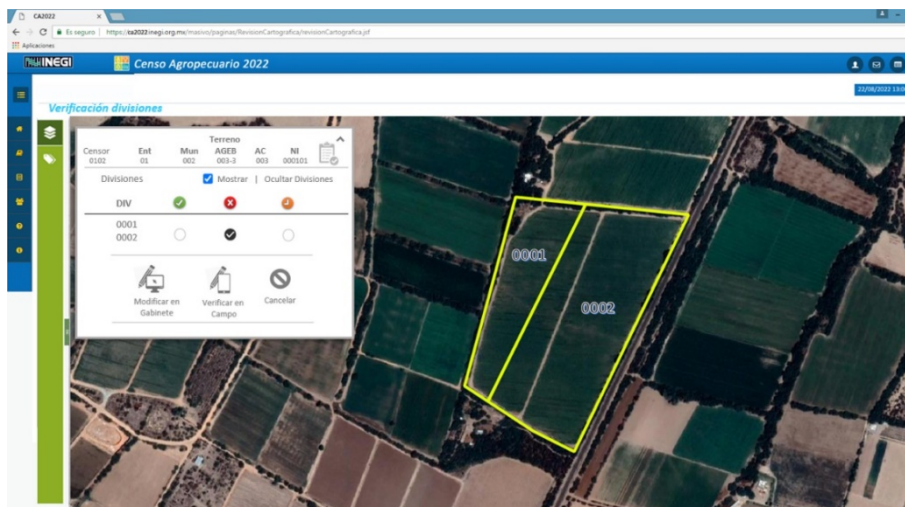 CA2022
Es seguro | https://ca2022.inegi.org.mx/masivo/paginas/RevisionCartografica/revisionCartografica.jsf
Aplicaciones
INEGI Censo Agropecuario 2022
22/08/2022 13:0
Verificación divisiones
Terreno
Censor Ent Mun AGEB AC NI
0102 01 002 003-3 003 000101
Divisiones Mostrar | Ocultar Divisiones
DIV
0001
0002
Modificar en Gabinete
Verificar en Campo
Cancelar
0001
0002